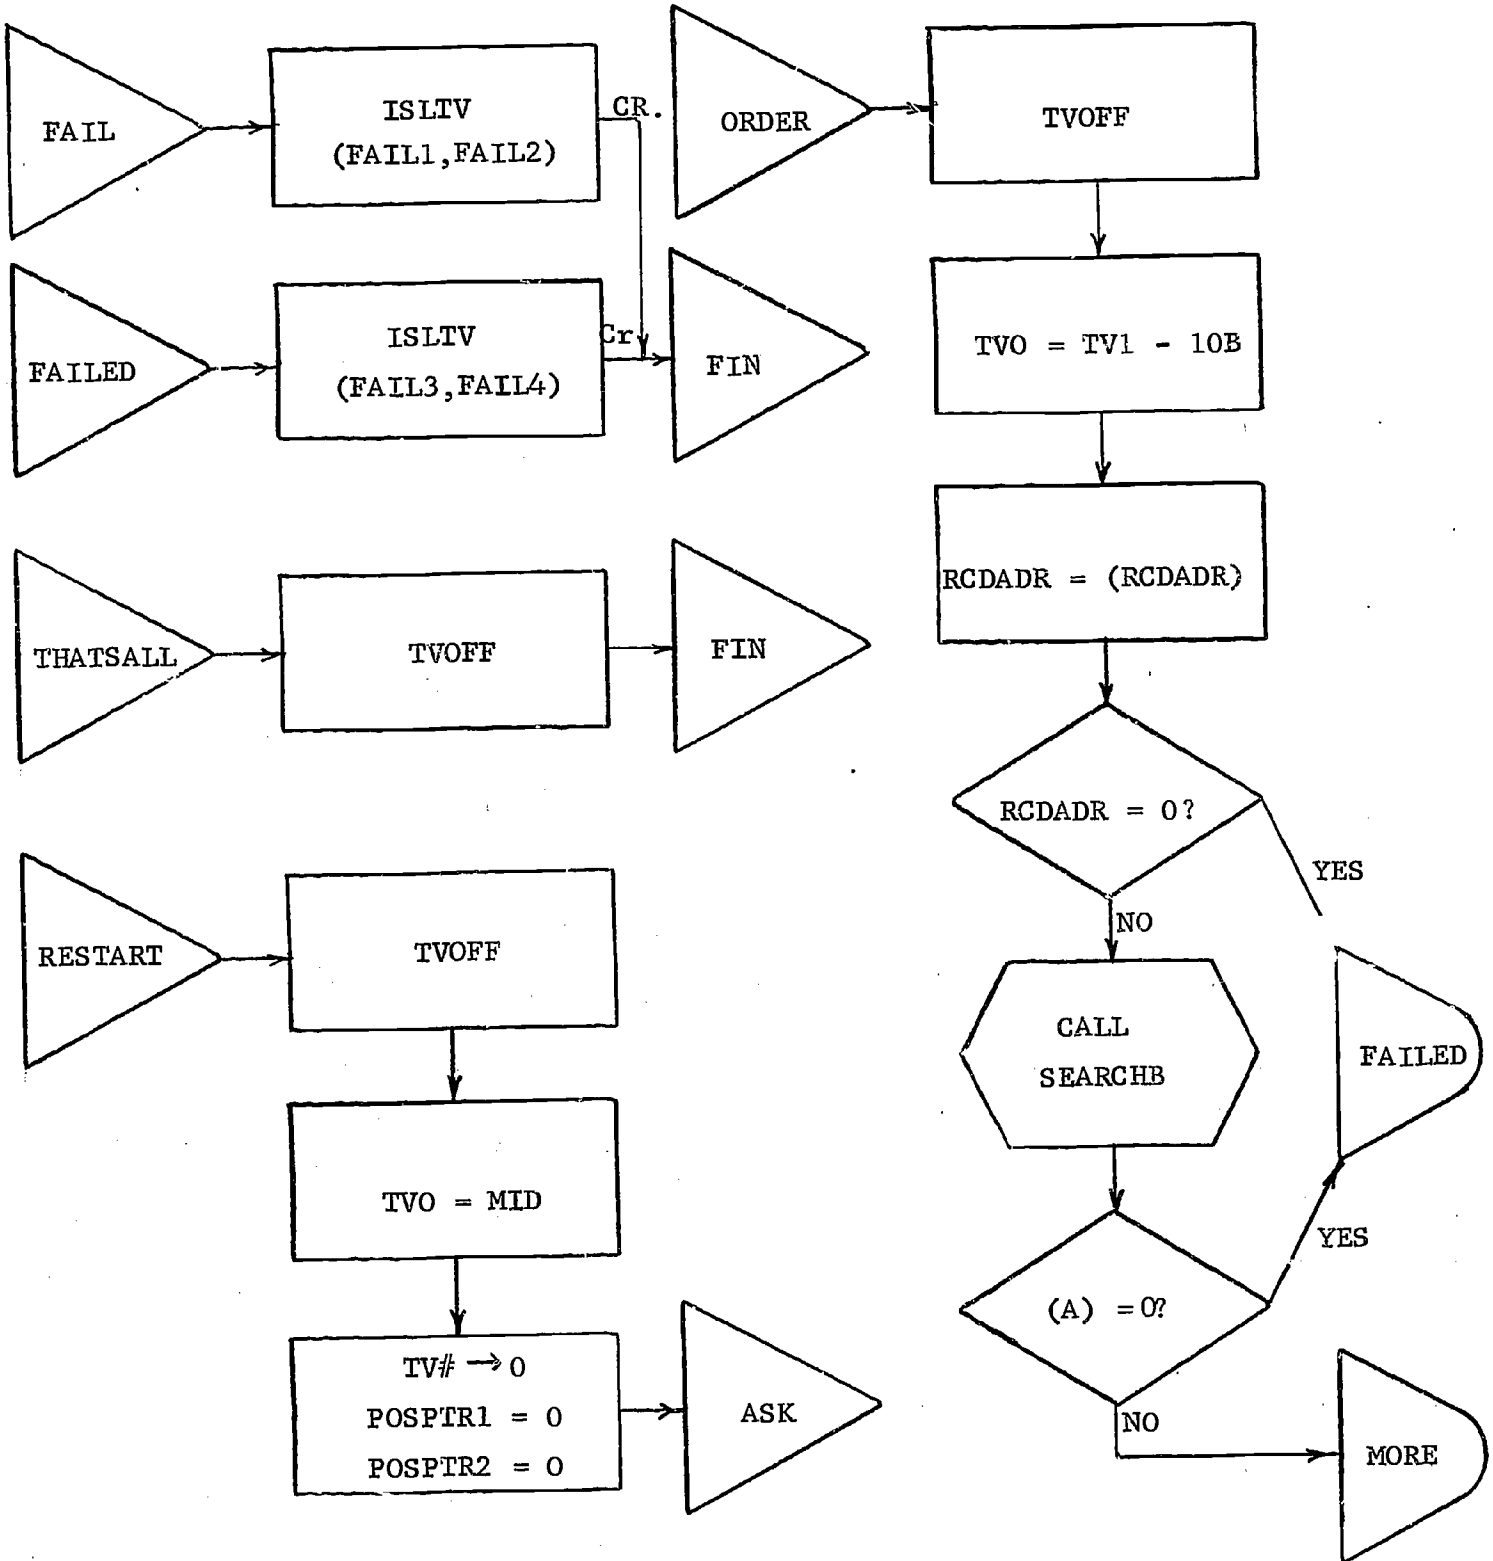 FAIL
ISLTV
(FAIL1,FAIL2)
CR.
FAILED
ISLTV
(FAIL3,FAIL4)
Cr
FIN
THATSALL
TVOFF
FIN
RESTART
TVOFF
TVO = MID
TV# → 0
POSPTR1 = 0
POSPTR2 = 0
ASK
ORDER
TVOFF
TVO = TV1 - 10B
RCDADR = (RCDADR)
RCDADR = 0?
YES
NO
CALL
SEARCHB
FAILED
(A) = 0?
YES
NO
MORE